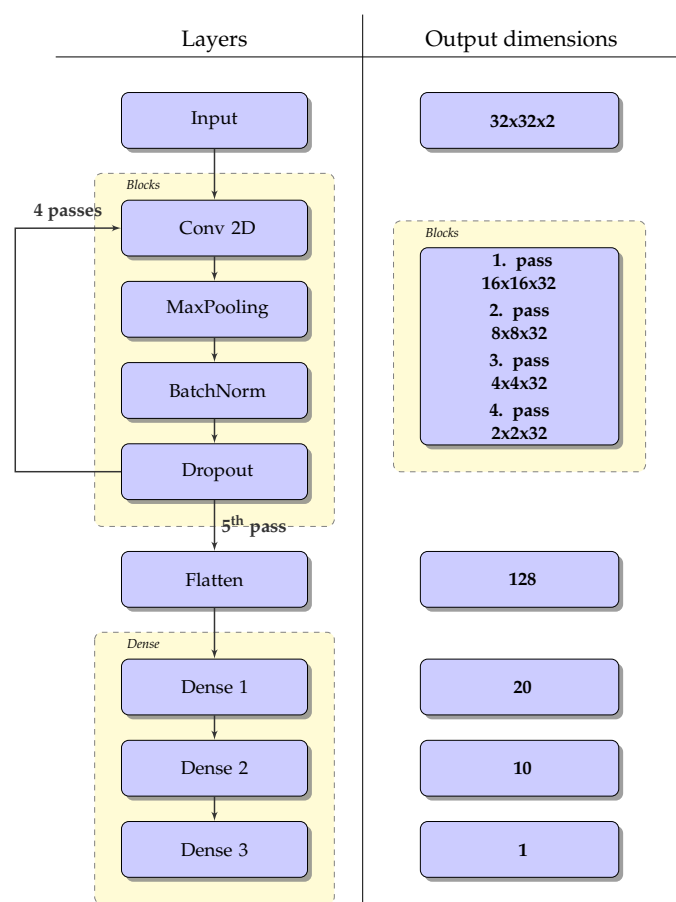 Layers
Output dimensions
Input
32x32x2
Blocks
4 passes
Conv 2D
MaxPooling
BatchNorm
Dropout
Blocks
1. pass
16x16x32
2. pass
8x8x32
3. pass
4x4x32
4. pass
2x2x32
5th pass
Flatten
128
Dense
Dense 1
20
Dense 2
10
Dense 3
1